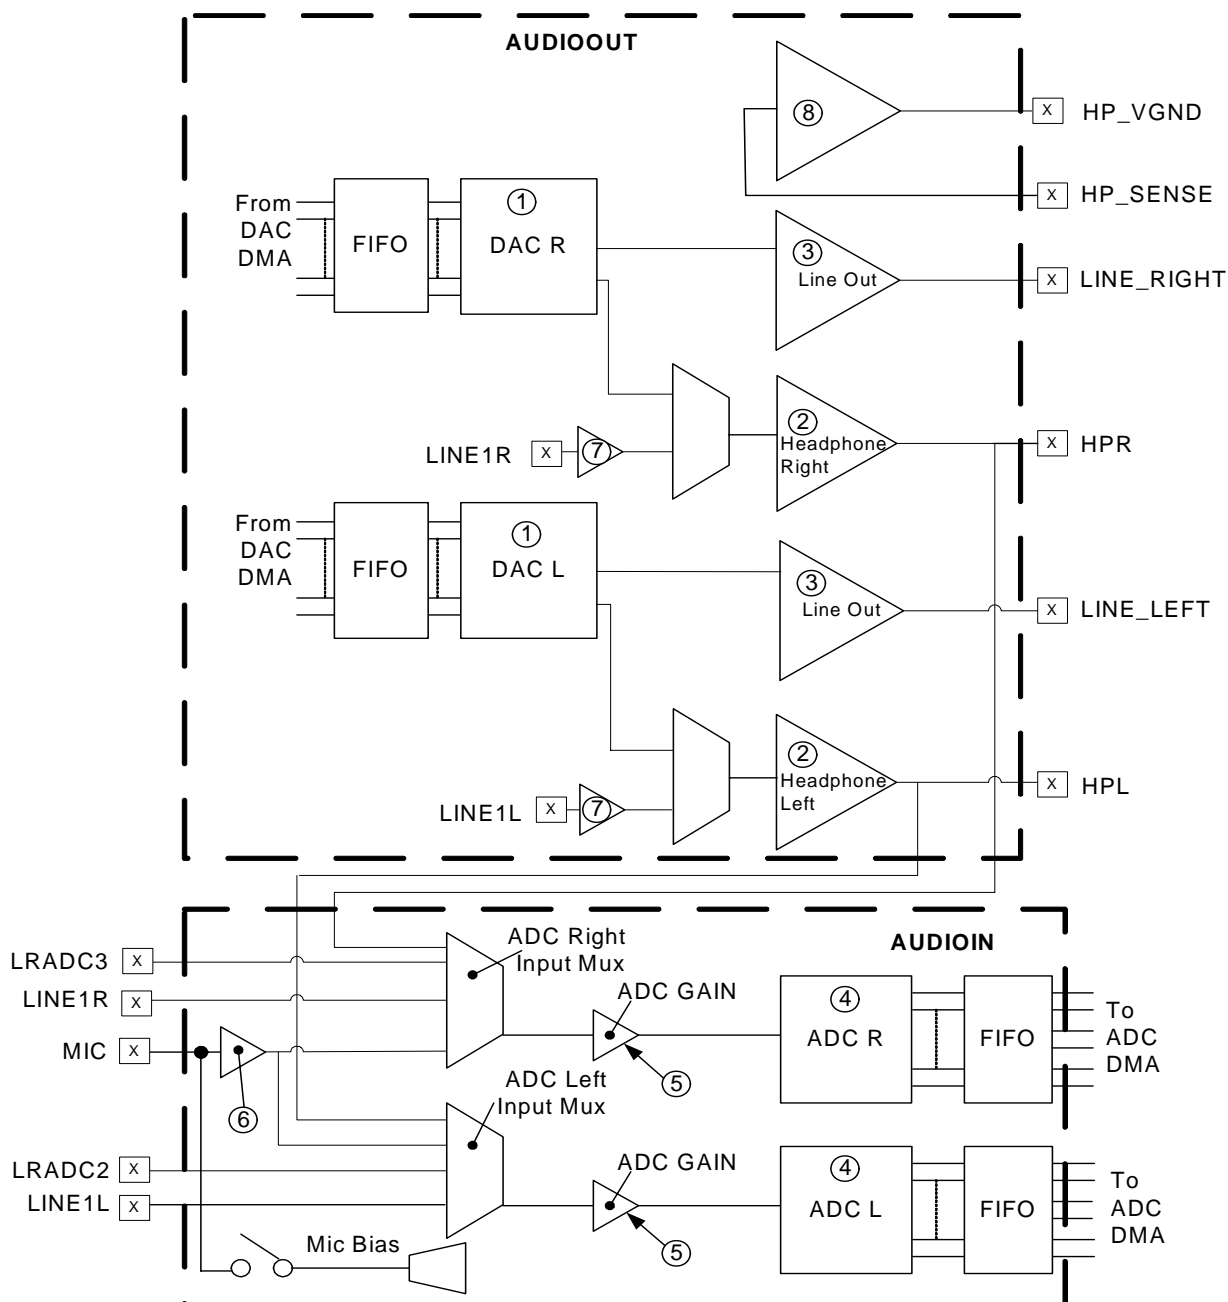 AUDIOOUT
8
X HP_VGND
X HP_SENSE
From
DAC
DMA
FIFO
1
DAC R
3
Line Out
X LINE_RIGHT
LINE1R X 7
2
Headphone
Right
X HPR
From
DAC
DMA
FIFO
1
DAC L
3
Line Out
X LINE_LEFT
LINE1L X 7
2
Headphone
Left
X HPL
AUDIOIN
LRADC3 X
LINE1R X
MIC X
6
ADC Right
Input Mux
ADC GAIN
5
4
ADC R
FIFO
To
ADC
DMA
ADC Left
Input Mux
LRADC2 X
LINE1L X
ADC GAIN
5
4
ADC L
FIFO
To
ADC
DMA
Mic Bias